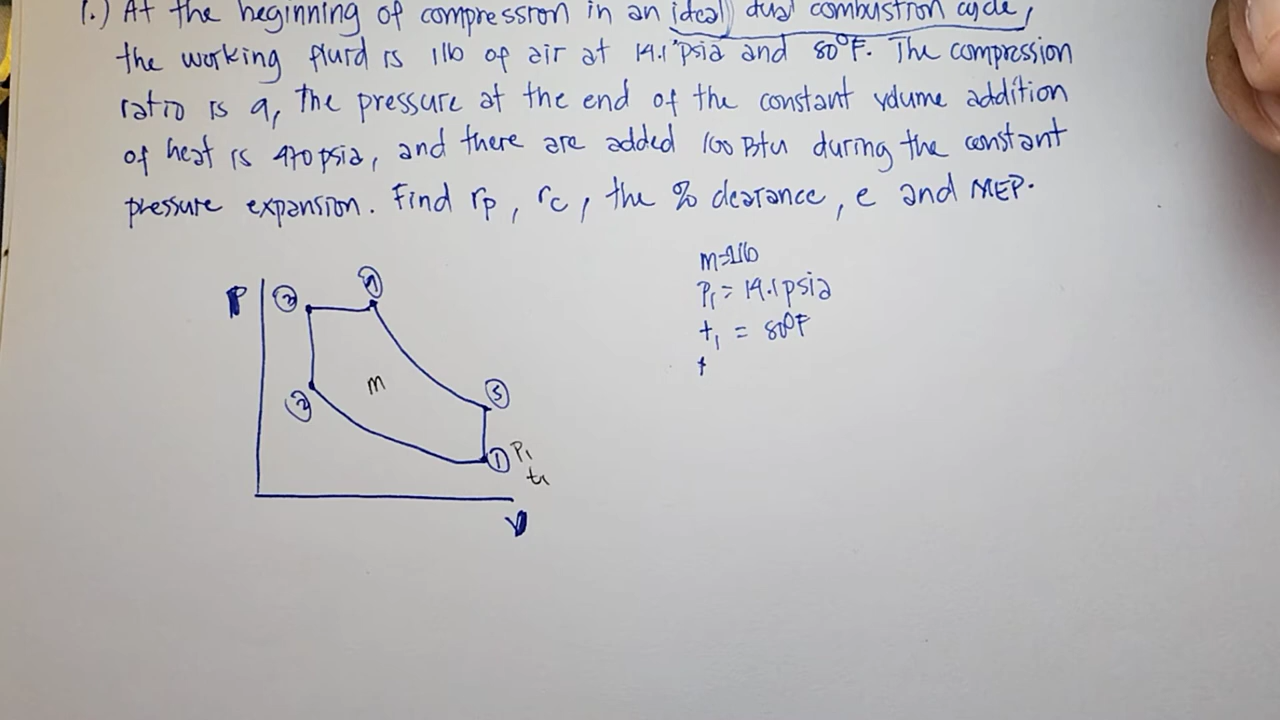 1.) At the beginning of compression in an ideal dual combustion cycle,
the working fluid is 1lb of air at 14.1 psia and 80°F. The compression
ratio is 9, the pressure at the end of the constant volume addition
of heat is 470 psia, and there are added 100 Btu during the constant
pressure expansion. Find rp, rc, the % clearance, e and MEP.
m=1lb
P1 = 14.1psia
t1 = 80°F
t
P
3
4
m
2
5
1
P1
t1
V